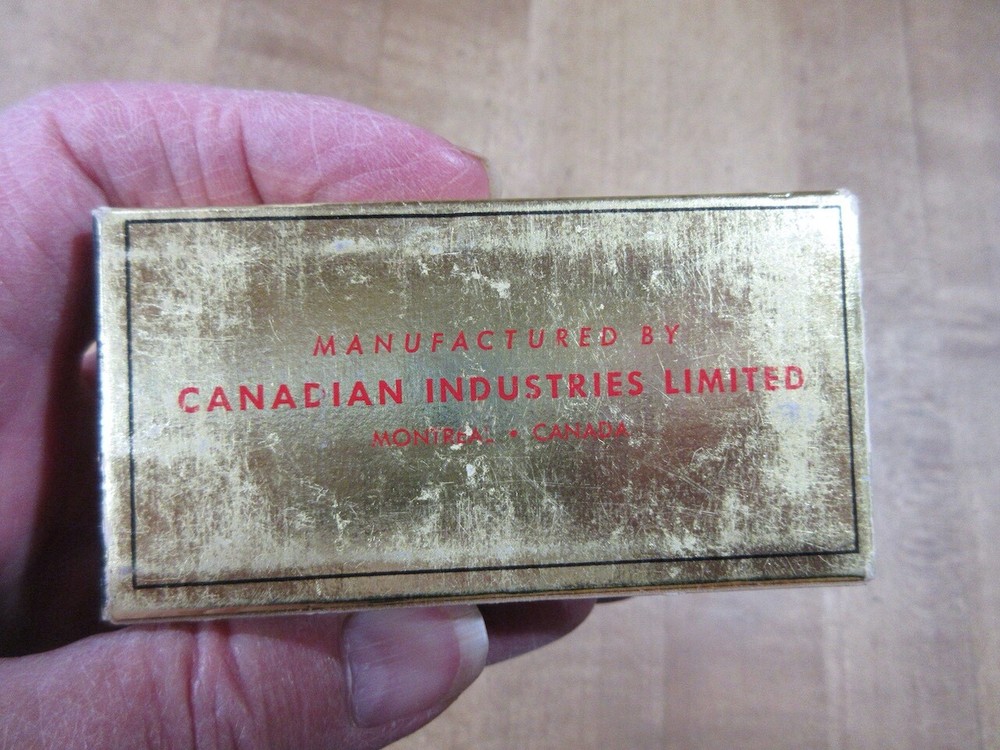 MANUFACTURED BY
CANADIAN INDUSTRIES LIMITED
MONTREAL • CANADA